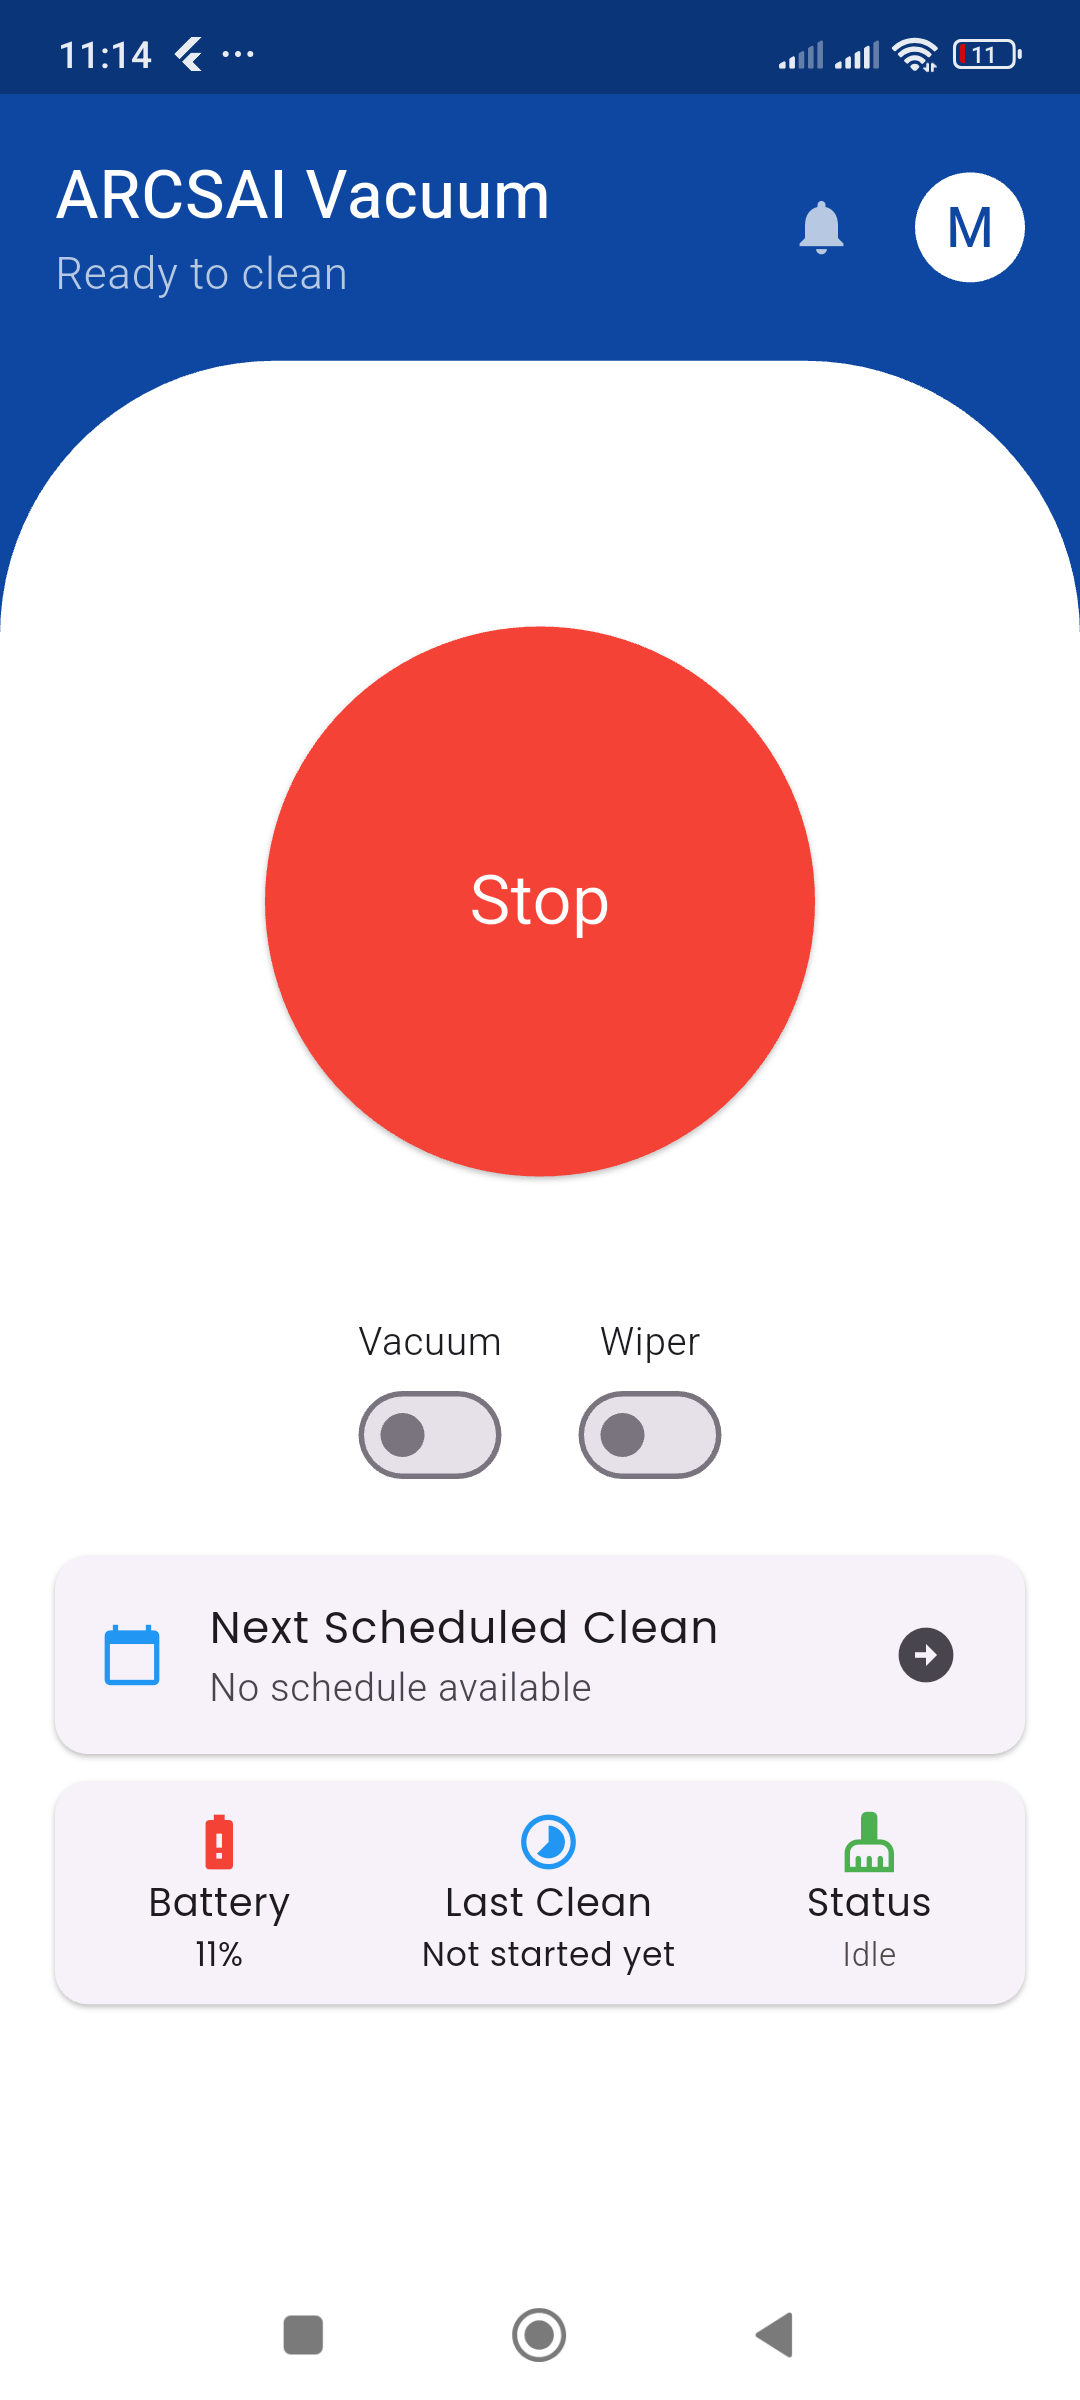 11:14
11
ARCSAI Vacuum
Ready to clean
M
Stop
Vacuum Wiper
Next Scheduled Clean
No schedule available
Battery Last Clean Status
11% Not started yet Idle